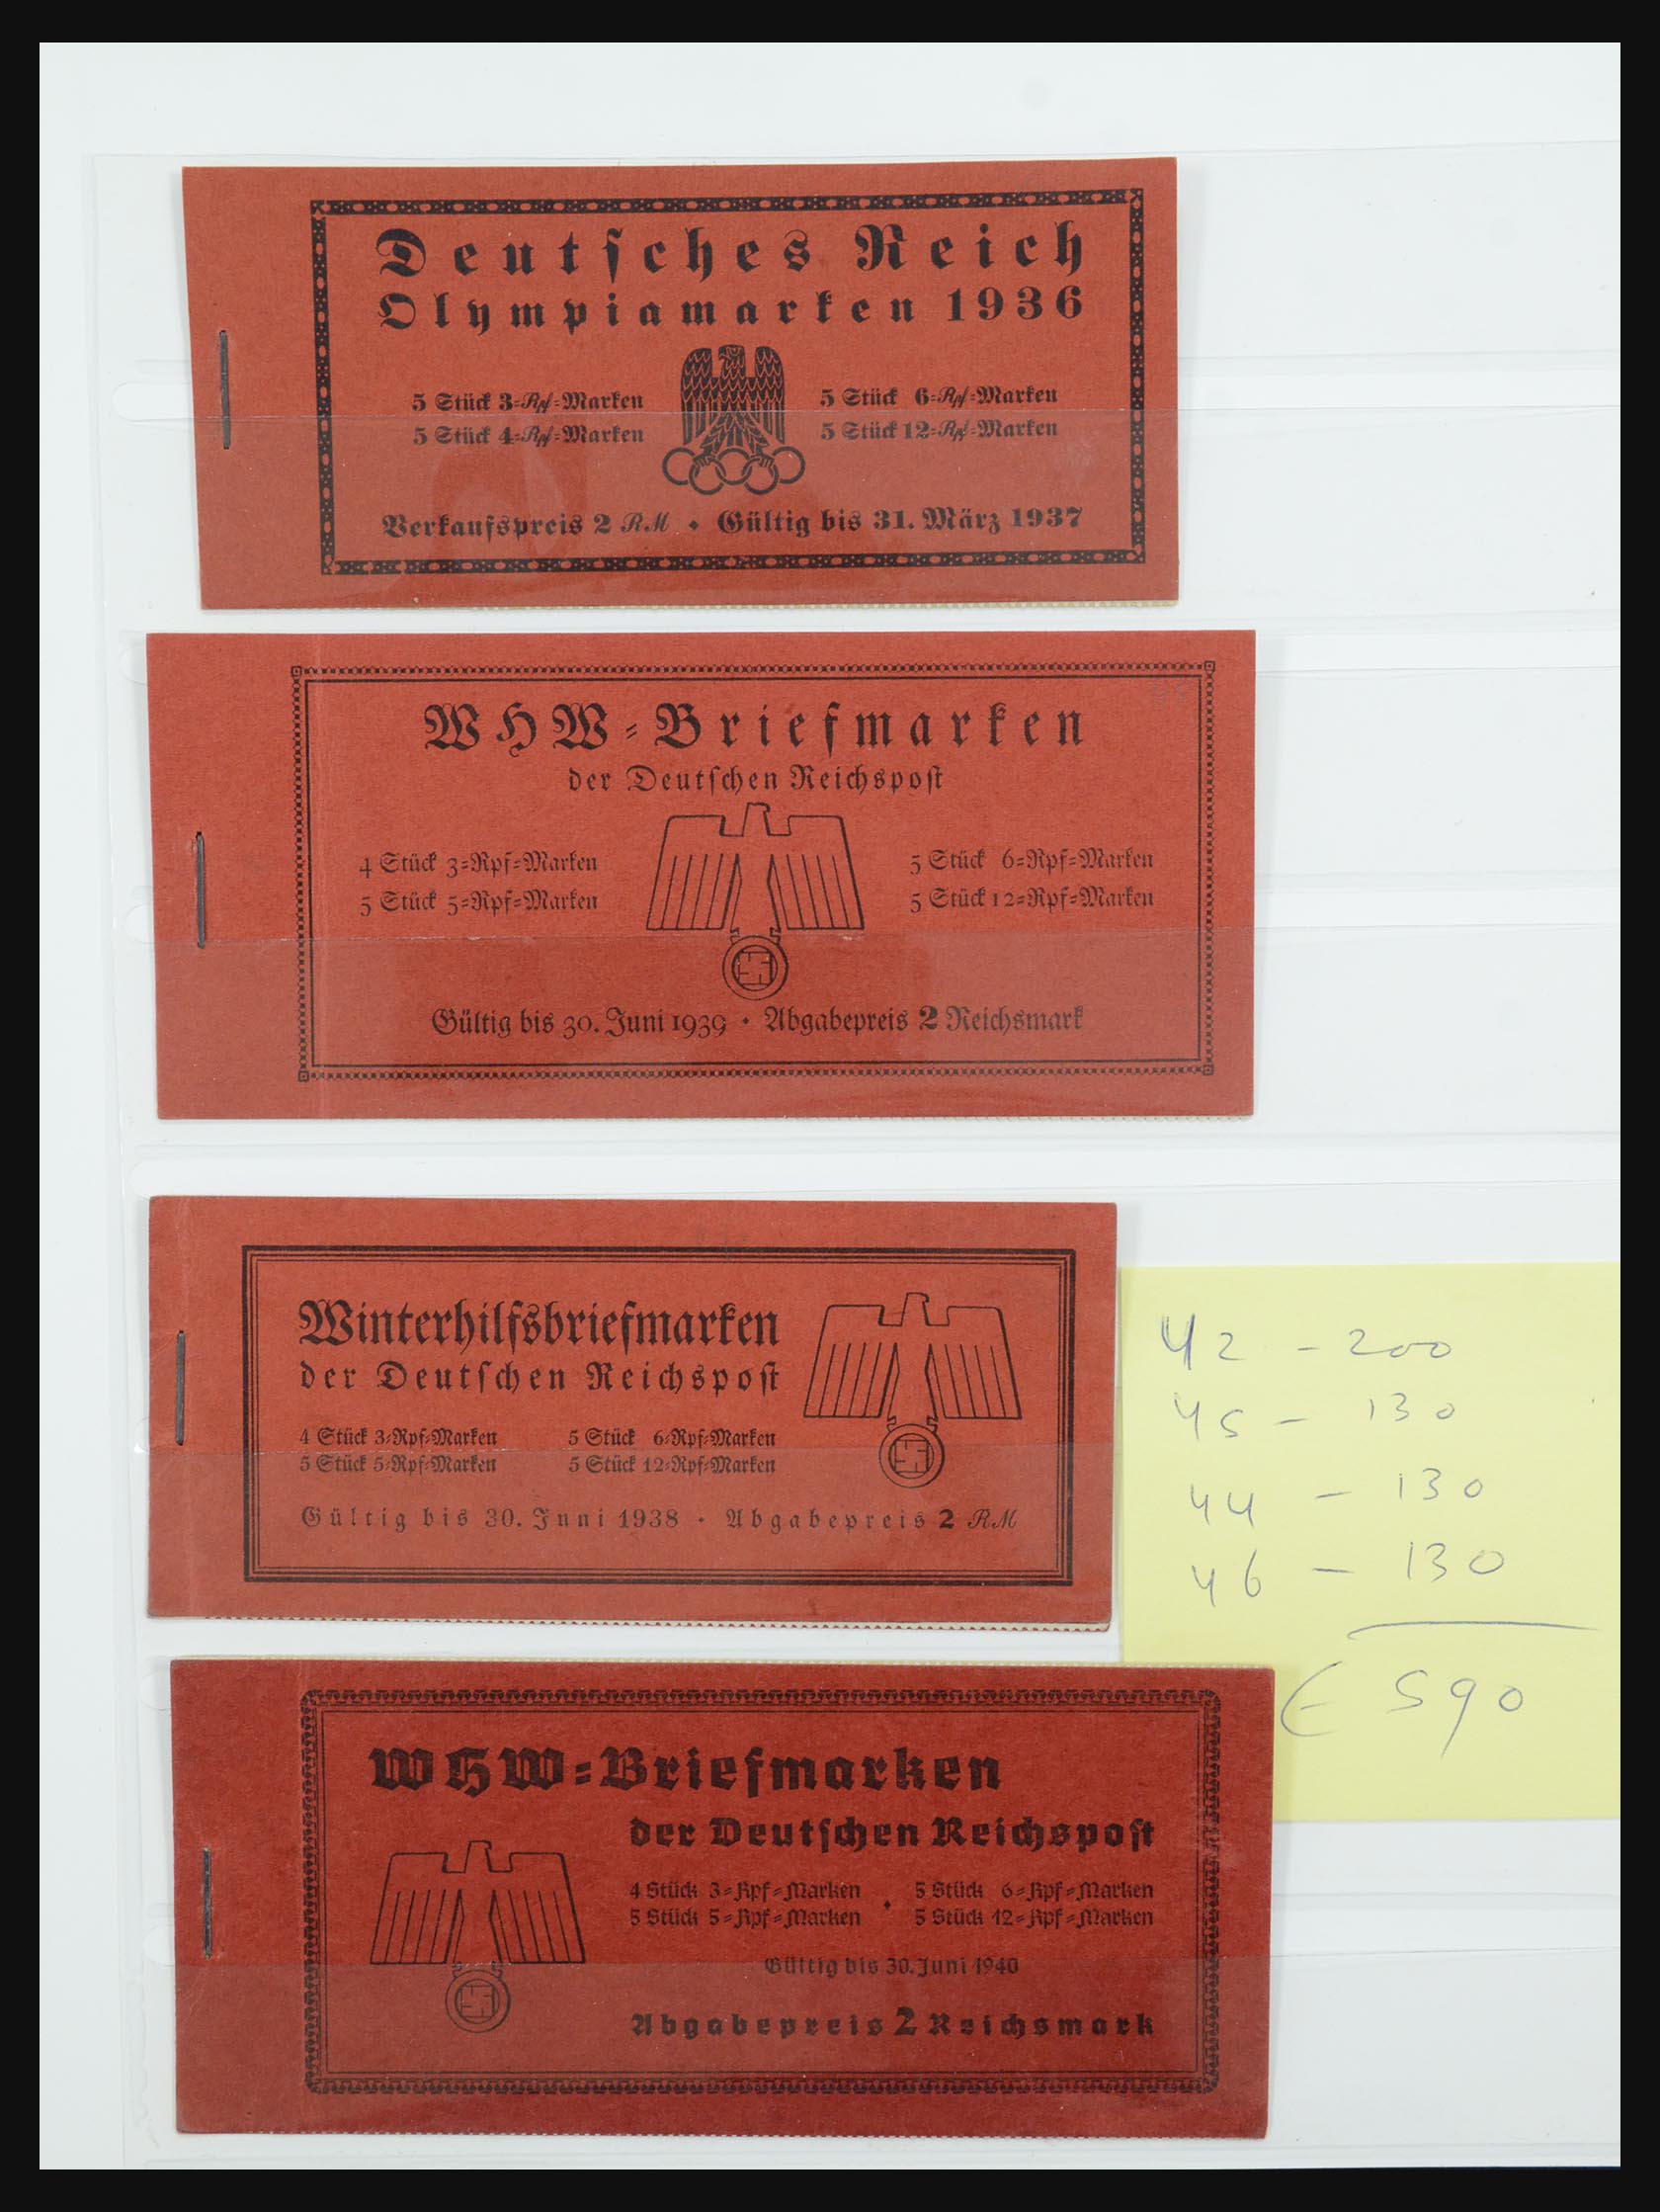 Deutsches Reich
Olympiamarken 1936
5 Stück 3=Rpf=Marken
5 Stück 4=Rpf=Marken
5 Stück 6=Rpf=Marken
5 Stück 12=Rpf=Marken
Verkaufspreis 2 RM • Gültig bis 31. März 1937
WHW=Briefmarken
der Deutschen Reichspost
4 Stück 3=Rpf=Marken
5 Stück 5=Rpf=Marken
5 Stück 6=Rpf=Marken
5 Stück 12=Rpf=Marken
Gültig bis 30. Juni 1939 • Abgabepreis 2 Reichsmark
Winterhilfsbriefmarken
der Deutschen Reichspost
4 Stück 3=Rpf=Marken
5 Stück 5=Rpf=Marken
5 Stück 6=Rpf=Marken
5 Stück 12=Rpf=Marken
Gültig bis 30. Juni 1938 • Abgabepreis 2 RM
42 - 200
45 - 130
44 - 130
46 - 130
€ 590
WHW=Briefmarken
der Deutschen Reichspost
4 Stück 3=Rpf=Marken • 5 Stück 6=Rpf=Marken
5 Stück 5=Rpf=Marken 5 Stück 12=Rpf=Marken
Gültig bis 30. Juni 1940
Abgabepreis 2 Reichsmark